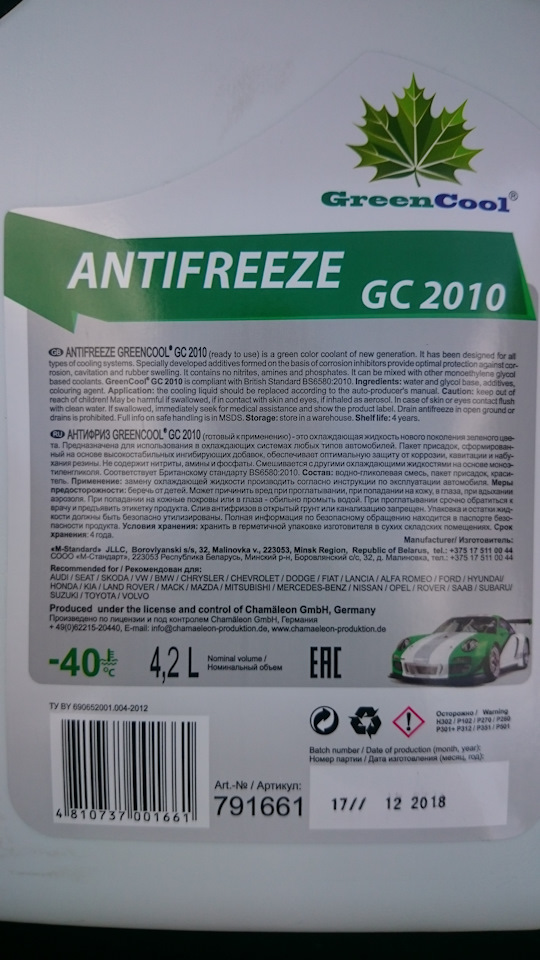 GreenCool®
ANTIFREEZE
GC 2010
GB ANTIFREEZE GREENCOOL® GC 2010 (ready to use) is a green color coolant of new generation. It has been designed for all
types of cooling systems. Specially developed additives formed on the basis of corrosion inhibitors provide optimal protection against cor-
rosion, cavitation and rubber swelling. It contains no nitrites, amines and phosphates. It can be mixed with other monoethylene glycol
based coolants. GreenCool® GC 2010 is compliant with British Standard BS6580:2010. Ingredients: water and glycol base, additives,
colouring agent. Application: the cooling liquid should be replaced according to the auto-producer's manual. Caution: keep out of
reach of children! May be harmful if swallowed, if in contact with skin and eyes, if inhaled as aerosol. In case of skin or eyes contact flush
with clean water. If swallowed, immediately seek for medical assistance and show the product label. Drain antifreeze in open ground or
drains is prohibited. Full info on safe handling is in MSDS. Storage: store in a warehouse. Shelf life: 4 years.
RU АНТИФРИЗ GREENCOOL® GC 2010 (готовый к применению) - это охлаждающая жидкость нового поколения зеленого цве-
та. Предназначена для использования в охлаждающих системах любых типов автомобилей. Пакет присадок, сформирован-
ный на основе высокостабильных ингибирующих добавок, обеспечивает оптимальную защиту от коррозии, кавитации и набу-
хания резины. Не содержит нитриты, амины и фосфаты. Смешивается с другими охлаждающими жидкостями на основе моноэ-
тиленгликоля. Соответствует Британскому стандарту BS6580:2010. Состав: водно-гликолевая смесь, пакет присадок, краси-
тель. Применение: замену охлаждающей жидкости производить согласно инструкции по эксплуатации автомобиля. Меры
предосторожности: беречь от детей. Может причинить вред при проглатывании, при попадании на кожу, в глаза, при вдыхании
аэрозоля. При попадании на кожные покровы или в глаза - обильно промыть водой. При проглатывании срочно обратиться к
врачу и предъявить этикетку продукта. Слив антифризов в открытый грунт или канализацию запрещен. Упаковка и остатки жид-
кости должны быть утилизированы. Полная информация по безопасному обращению находится в паспорте безо-
пасности продукта. Условия хранения: хранить в герметичной упаковке изготовителя в сухих складских помещениях. Срок
хранения: 4 года.
Manufacturer/ Изготовитель:
«M-Standard» JLLC, Boroviyanski s/s, 32, Malinovka v., 223053, Minsk Region, Republic of Belarus, tel.: +375 17 511 00 44
СООО «М-Стандарт», 223053 Республика Беларусь, Минский р-н, Боровлянский с/с, 32, д. Малиновка, тел.: +375 17 511 00 44
Recommended for / Рекомендован для:
AUDI / SEAT / SKODA / VW / BMW / CHRYSLER / CHEVROLET / DODGE / FIAT / LANCIA / ALFA ROMEO / FORD / HYUNDAI/
HONDA / KIA / LAND ROVER / MACK / MAZDA / MITSUBISHI / MERCEDES-BENZ / NISSAN / OPEL / ROVER / SAAB / SUBARU/
SUZUKI / TOYOTA / VOLVO
Produced under the license and control of Chamäleon GmbH, Germany
Произведено по лицензии и под контролем Chamäleon GmbH, Германия
+ 49(0)62215-20440, E-mail: info@chamaeleon-produktion.de, www.chamaeleon-produktion.de
-40 °C
4,2 L
Nominal volume /
Номинальный объем
EAC
ТУ BY 690652001.004-2012
Осторожно / Warning
H302 / P102 / P270 / P260
P301+ P312 / P351 / P501
Batch number / Date of production (month, year):
Номер партии / Дата изготовления (месяц, год):
Art.-№ / Артикул:
791661
17// 12 2018
4 810737 001661